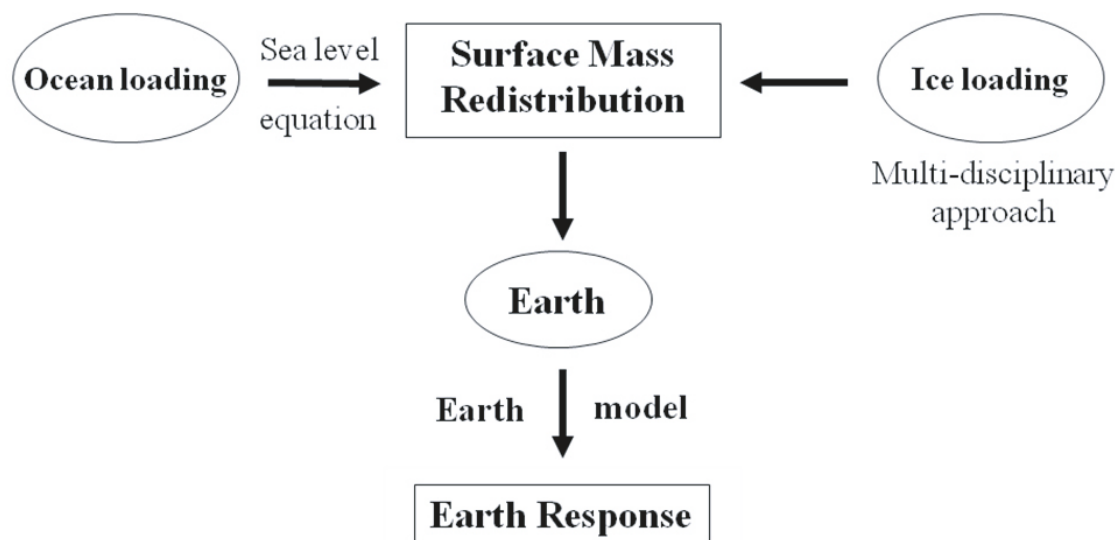 Ocean loading
Sea level
equation
Surface Mass
Redistribution
Ice loading
Multi-disciplinary
approach
Earth
Earth model
Earth Response